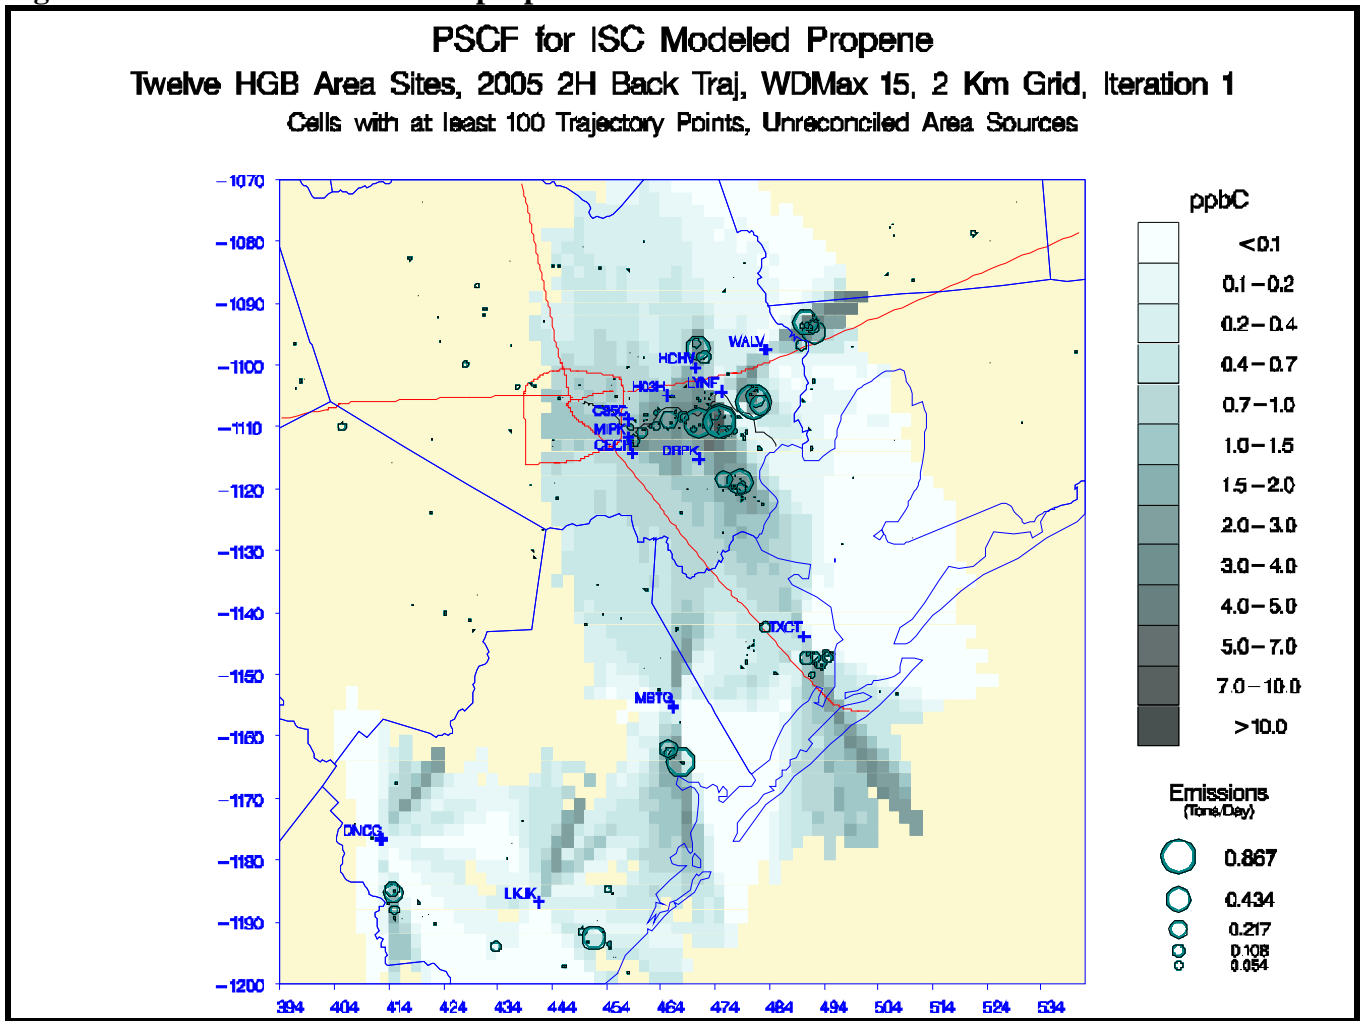 PSCF for ISC Modeled Propene
Twelve HGB Area Sites, 2005 2H Back Traj, WDMax 15, 2 Km Grid, Iteration 1
Cells with at least 100 Trajectory Points, Unreconciled Area Sources
-1070
-1080
-1090
-1100
-1110
-1120
-1130
-1140
-1150
-1160
-1170
-1180
-1190
-1200
394 404 414 424 434 444 454 464 474 484 494 504 514 524 534
WALV
HCHV
LYNF
H03H
C35C
MIPK
CECH
DRPK
TXCT
MBTG
DNCG
LKJK
ppbC
<0.1
0.1-0.2
0.2-0.4
0.4-0.7
0.7-1.0
1.0-1.5
1.5-2.0
2.0-3.0
3.0-4.0
4.0-5.0
5.0-7.0
7.0-10.0
>10.0
Emissions
(Tons/Day)
0.867
0.434
0.217
0.108
0.054